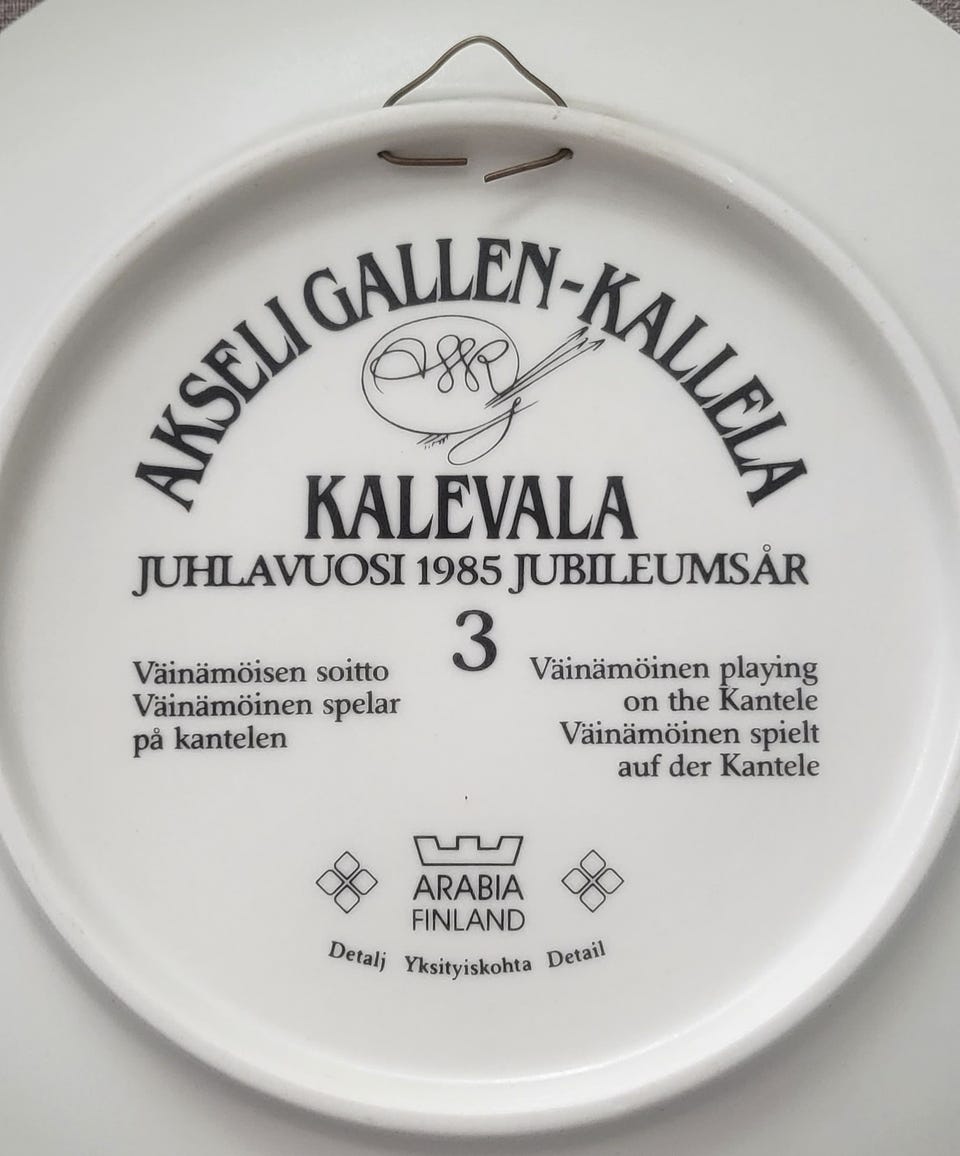 AKSELI GALLEN-KALLELA
KALEVALA
JUHLAVUOSI 1985 JUBILEUMSÅR
3
Väinämöisen soitto
Väinämöinen spelar
på kantelen
Väinämöinen playing
on the Kantele
Väinämöinen spielt
auf der Kantele
ARABIA
FINLAND
Detalj Yksityiskohta Detail